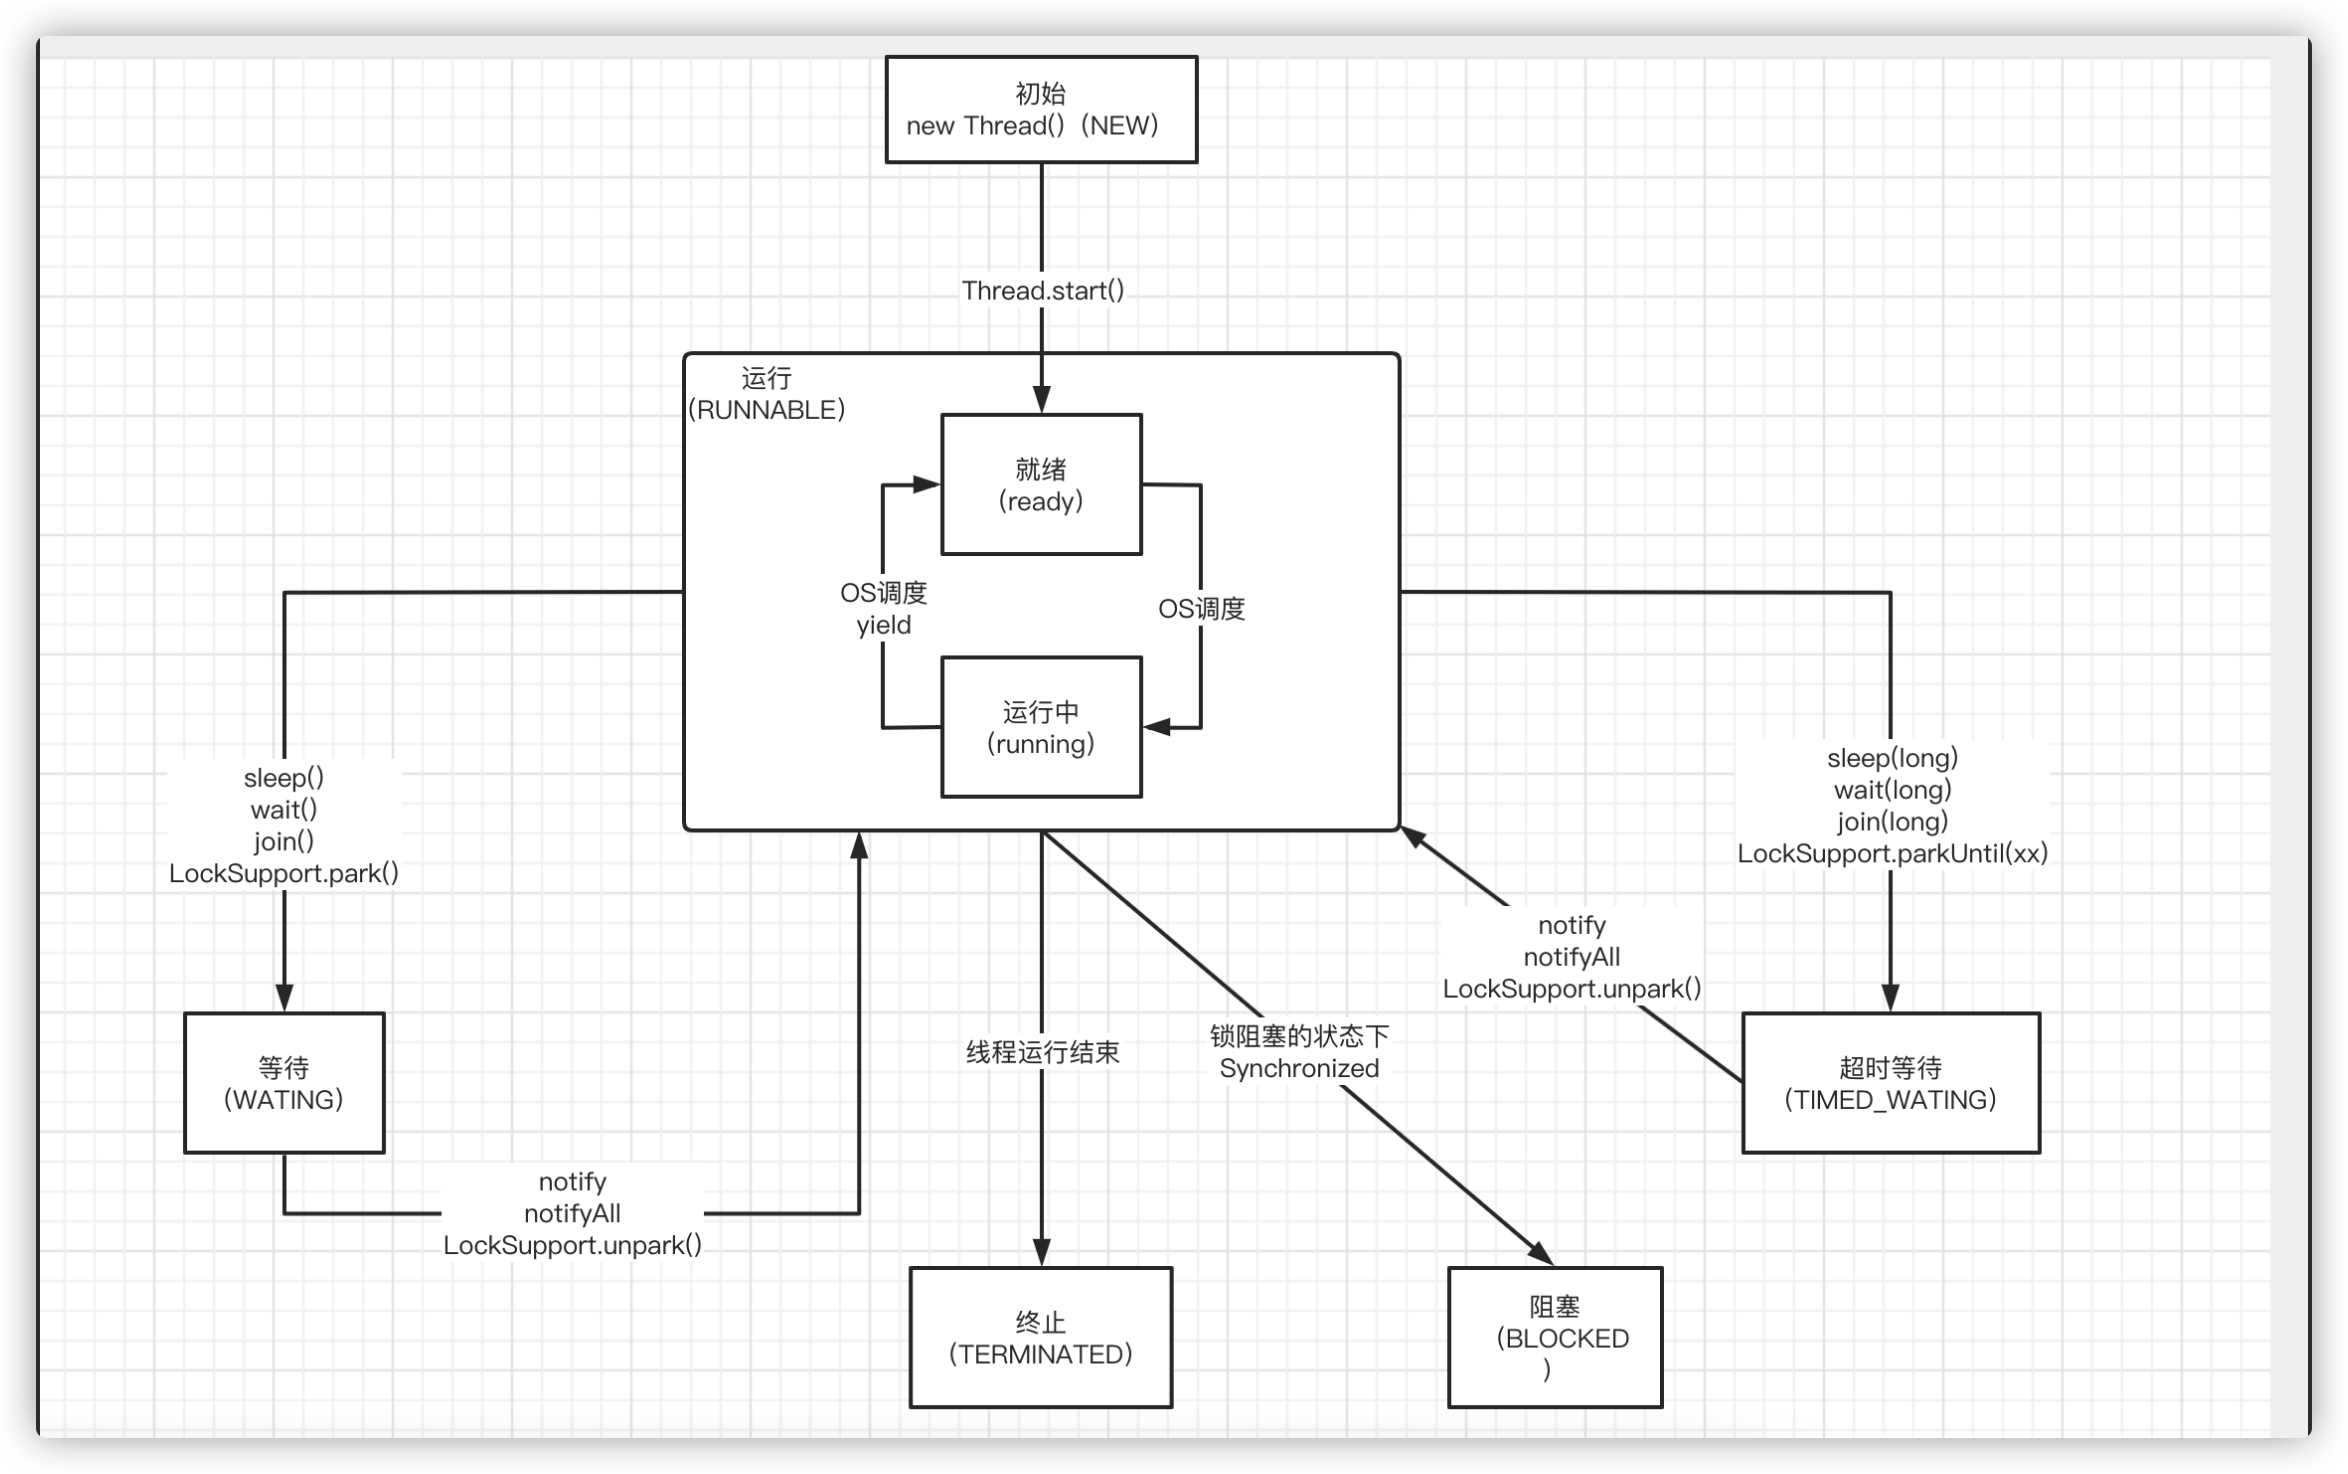 初始
new Thread()（NEW）
Thread.start()
运行
(RUNNABLE)
就绪
(ready)
OS调度
yield
OS调度
运行中
(running)
sleep()
wait()
join()
LockSupport.park()
sleep(long)
wait(long)
join(long)
LockSupport.parkUntil(xx)
notify
notifyAll
LockSupport.unpark()
线程运行结束
锁阻塞的状态下
Synchronized
等待
(WATING)
超时等待
(TIMED_WATING)
notify
notifyAll
LockSupport.unpark()
终止
(TERMINATED)
阻塞
(BLOCKED
)